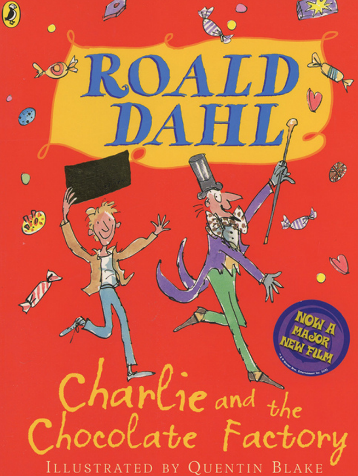 ROALD
DAHL
NOW A
MAJOR
NEW FILM
Charlie and the
Chocolate Factory
ILLUSTRATED BY QUENTIN BLAKE